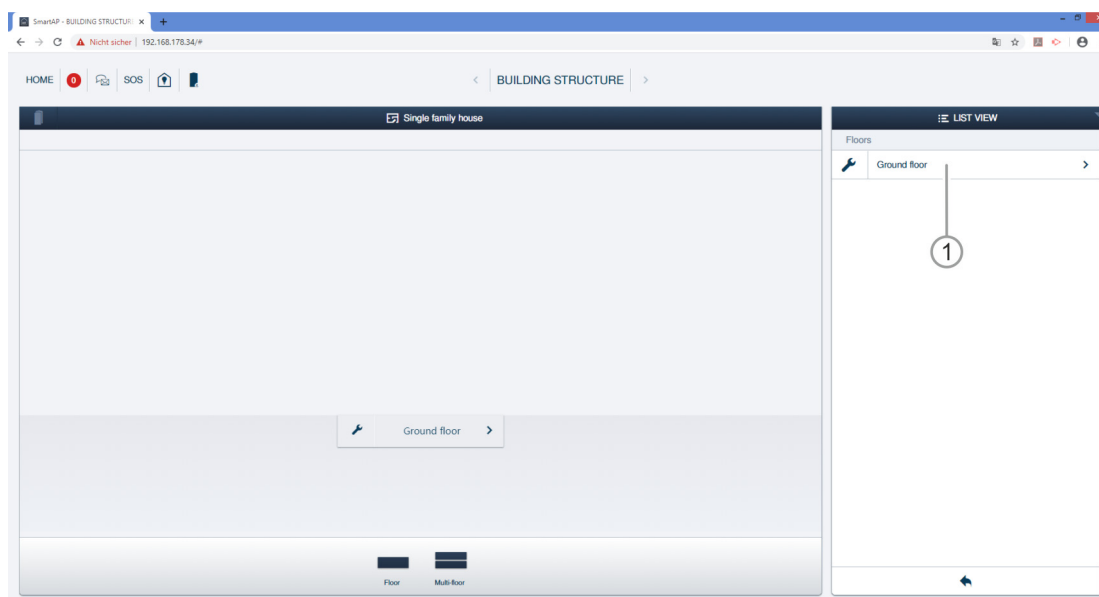 SmartAP - BUILDING STRUCTUR
Nicht sicher | 192.168.178.34/#
HOME 0 SOS
BUILDING STRUCTURE
Single family house
LIST VIEW
Floors
Ground floor
1
Ground floor
Floor Multi-floor